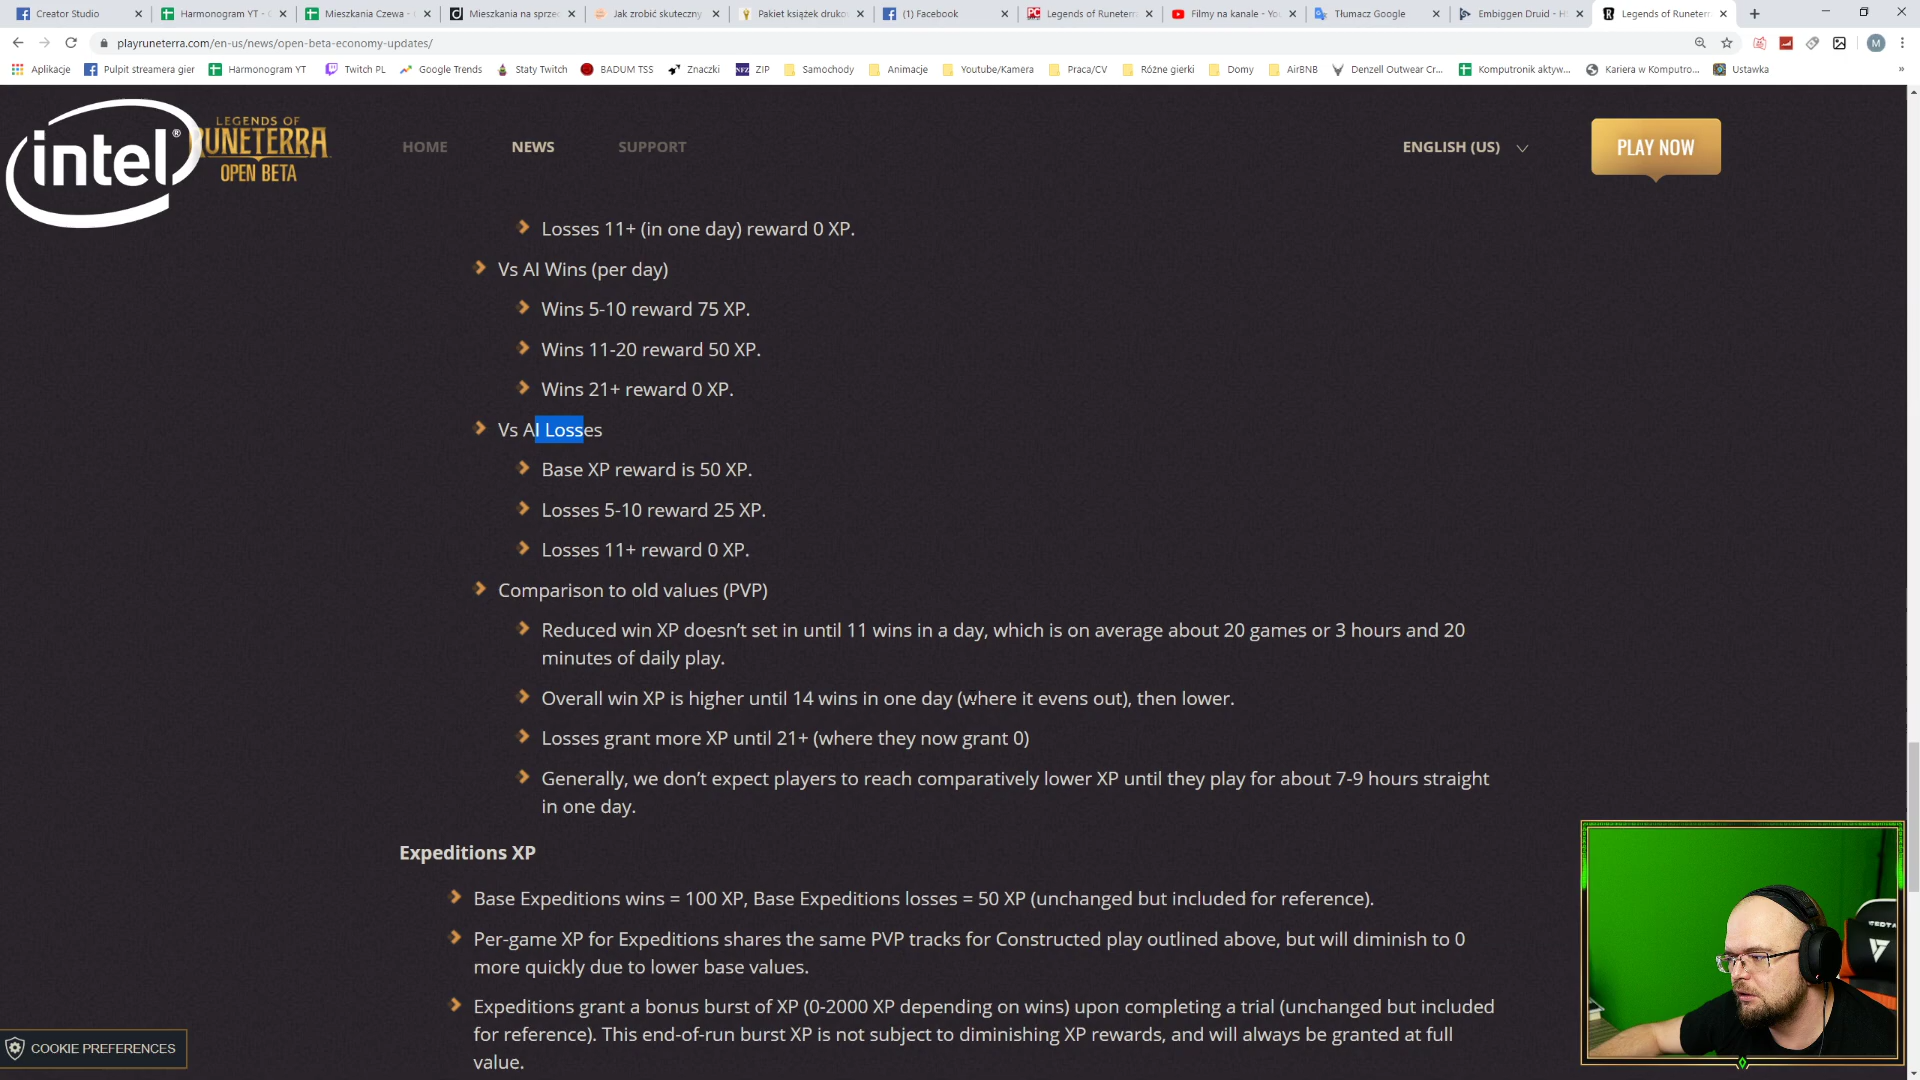 Creator Studio
Harmonogram YT - 
Mieszkania Czewa - 
Mieszkania na sprze
Jak zrobić skuteczny
Pakiet książek druko
(1) Facebook
Legends of Runeterr
Filmy na kanale - Yo
Tłumacz Google
Embiggen Druid - H
Legends of Runeterr
playruneterra.com/en-us/news/open-beta-economy-updates/
M
Aplikacje
Pulpit streamera gier
Harmonogram YT
Twitch PL
Google Trends
Staty Twitch
BADUM TSS
Znaczki
NFZ
ZIP
Samochody
Animacje
Youtube/Kamera
Praca/CV
Różne gierki
Domy
AirBNB
Denzell Outwear Cr...
Komputronik aktyw...
Kariera w Komputro...
Ustawka
»
intel®
LEGENDS OF
RUNETERRA
OPEN BETA
HOME
NEWS
SUPPORT
ENGLISH (US)
PLAY NOW
Losses 11+ (in one day) reward 0 XP.
Vs AI Wins (per day)
Wins 5-10 reward 75 XP.
Wins 11-20 reward 50 XP.
Wins 21+ reward 0 XP.
Vs AI Losses
Base XP reward is 50 XP.
Losses 5-10 reward 25 XP.
Losses 11+ reward 0 XP.
Comparison to old values (PVP)
Reduced win XP doesn't set in until 11 wins in a day, which is on average about 20 games or 3 hours and 20
minutes of daily play.
Overall win XP is higher until 14 wins in one day (where it evens out), then lower.
Losses grant more XP until 21+ (where they now grant 0)
Generally, we don't expect players to reach comparatively lower XP until they play for about 7-9 hours straight
in one day.
Expeditions XP
Base Expeditions wins = 100 XP, Base Expeditions losses = 50 XP (unchanged but included for reference).
Per-game XP for Expeditions shares the same PVP tracks for Constructed play outlined above, but will diminish to 0
more quickly due to lower base values.
Expeditions grant a bonus burst of XP (0-2000 XP depending on wins) upon completing a trial (unchanged but included
for reference). This end-of-run burst XP is not subject to diminishing XP rewards, and will always be granted at full
value.
COOKIE PREFERENCES